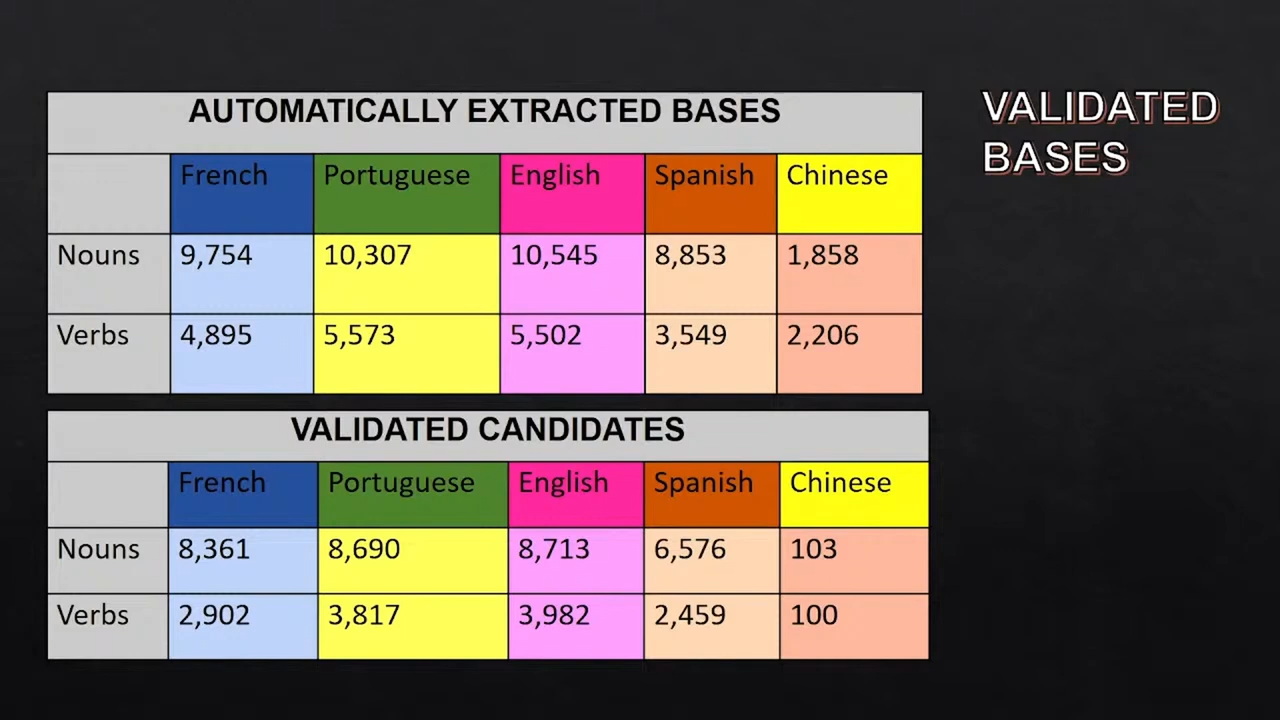 VALIDATED
BASES
AUTOMATICALLY EXTRACTED BASES
French Portuguese English Spanish Chinese
Nouns 9,754 10,307 10,545 8,853 1,858
Verbs 4,895 5,573 5,502 3,549 2,206
VALIDATED CANDIDATES
French Portuguese English Spanish Chinese
Nouns 8,361 8,690 8,713 6,576 103
Verbs 2,902 3,817 3,982 2,459 100